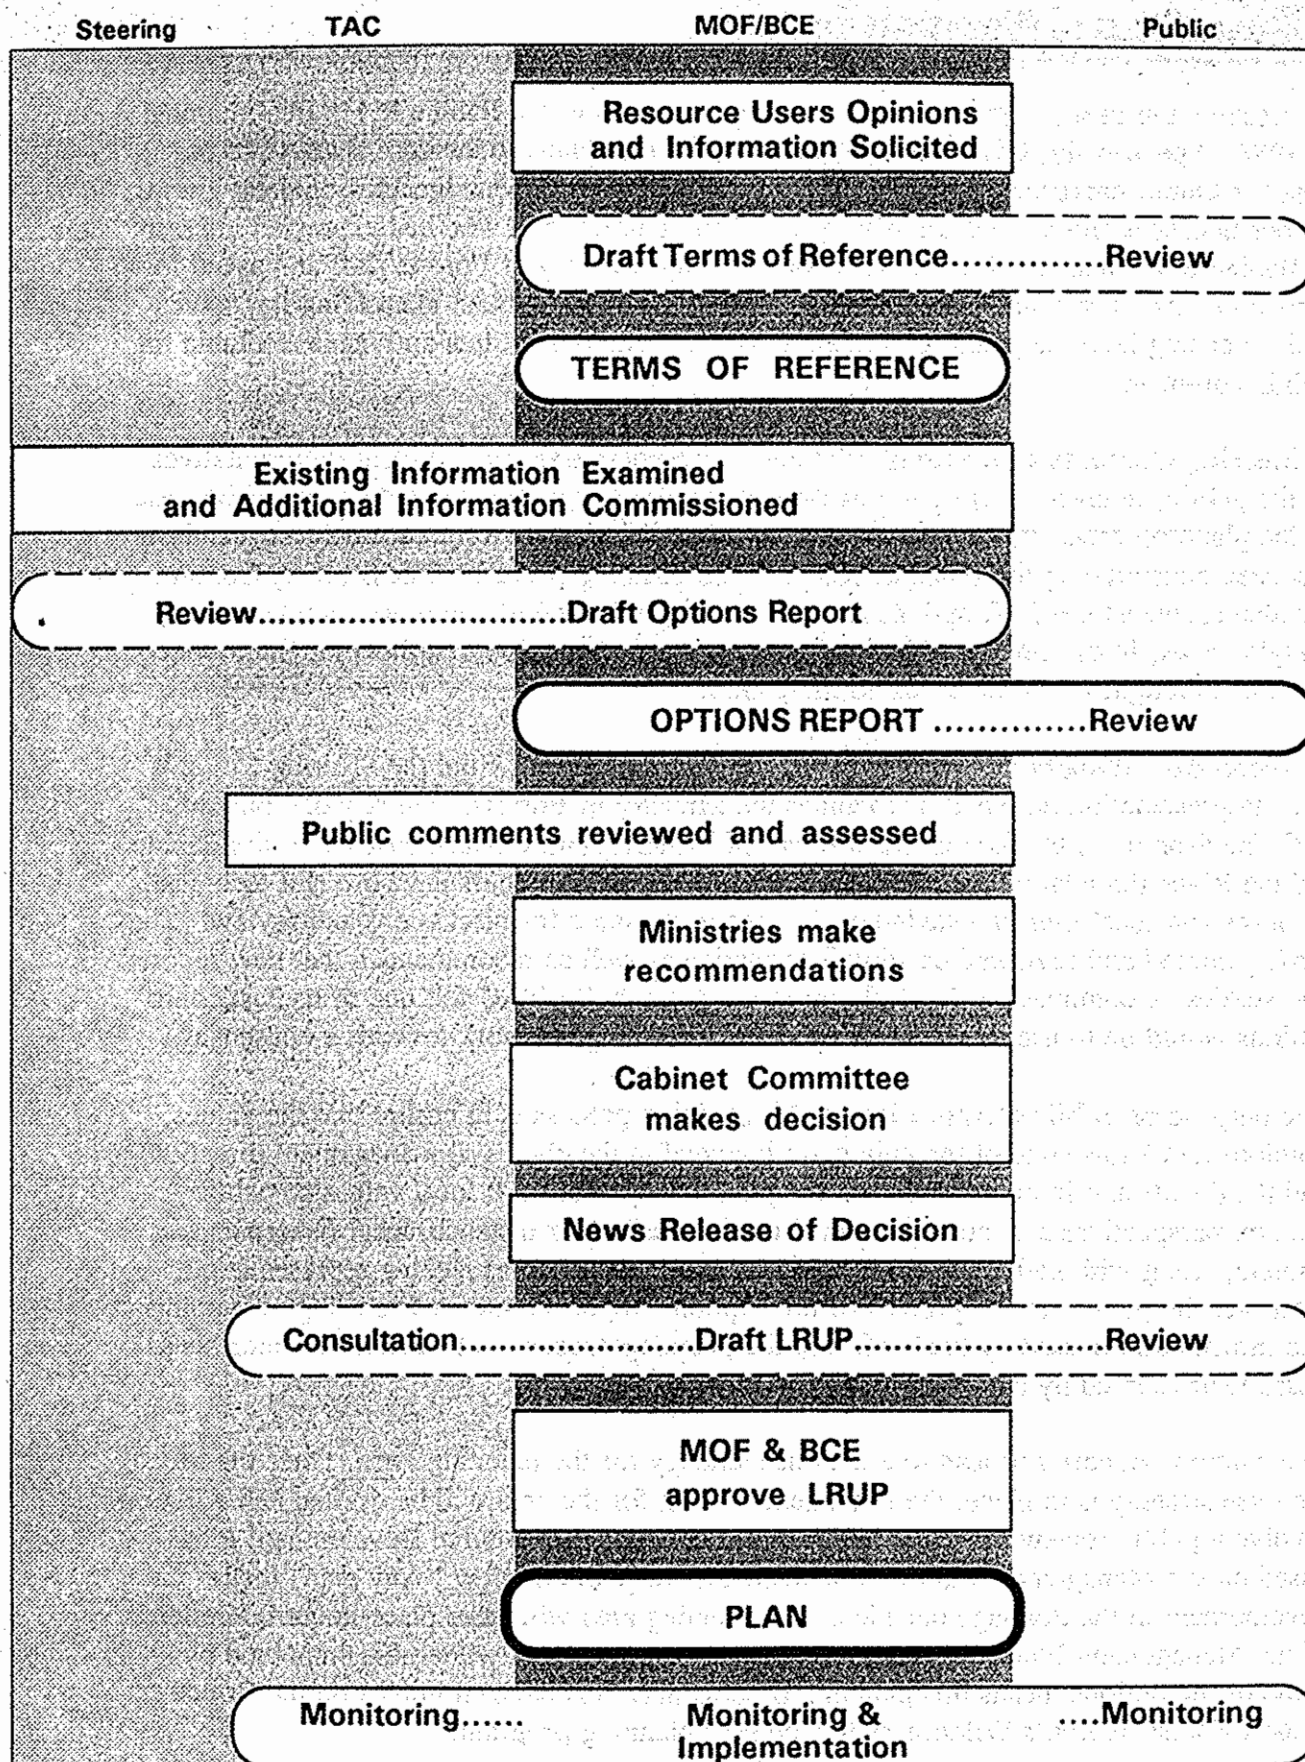 Steering TAC MOF/BCE Public
Resource Users Opinions
and Information Solicited
Draft Terms of Reference..............Review
TERMS OF REFERENCE
Existing Information Examined
and Additional Information Commissioned
Review.............................Draft Options Report
OPTIONS REPORT ..............Review
Public comments reviewed and assessed
Ministries make
recommendations
Cabinet Committee
makes decision
News Release of Decision
Consultation......................Draft LRUP.......................Review
MOF & BCE
approve LRUP
PLAN
Monitoring...... Monitoring & ....Monitoring
Implementation